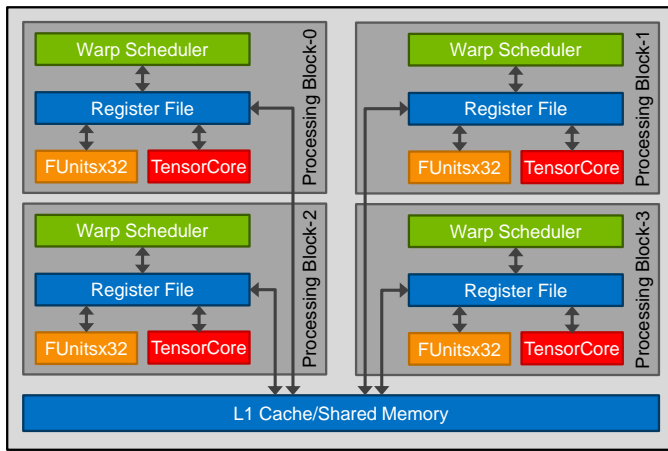 Warp Scheduler
Register File
FUnitsx32
TensorCore
Processing Block-0
Warp Scheduler
Register File
FUnitsx32
TensorCore
Processing Block-1
Warp Scheduler
Register File
FUnitsx32
TensorCore
Processing Block-2
Warp Scheduler
Register File
FUnitsx32
TensorCore
Processing Block-3
L1 Cache/Shared Memory